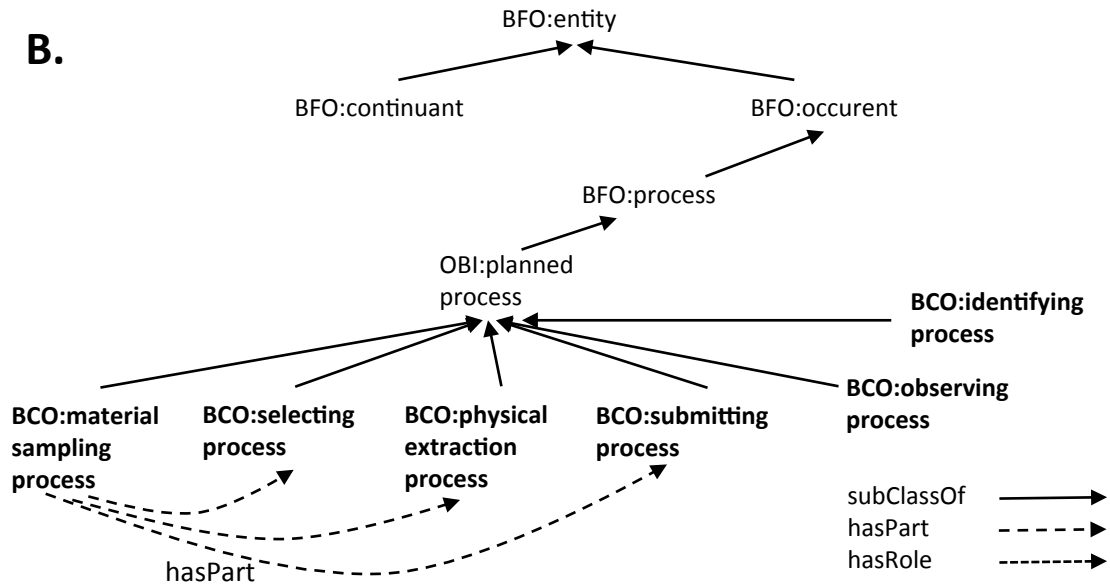 BFO:entity
B.
BFO:continuant
BFO:occurent
BFO:process
OBI:planned
process
BCO:identifying
process
BCO:observing
process
BCO:material
sampling
process
BCO:selecting
process
BCO:physical
extraction
process
BCO:submitting
process
subClassOf
hasPart
hasRole
hasPart